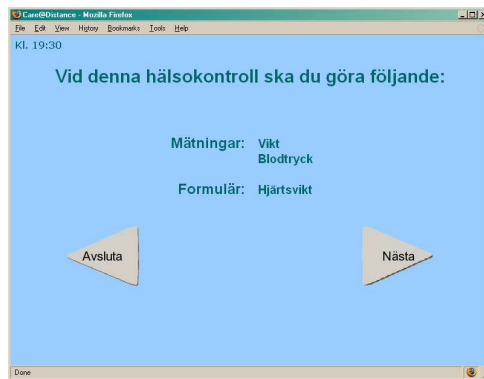 Care@Distance - Mozilla Firefox
File Edit View History Bookmarks Tools Help
Kl. 19:30
Vid denna hälsokontroll ska du göra följande:
Mätningar: Vikt
Blodtryck
Formulär: Hjärtsvikt
Avsluta Nästa
Done